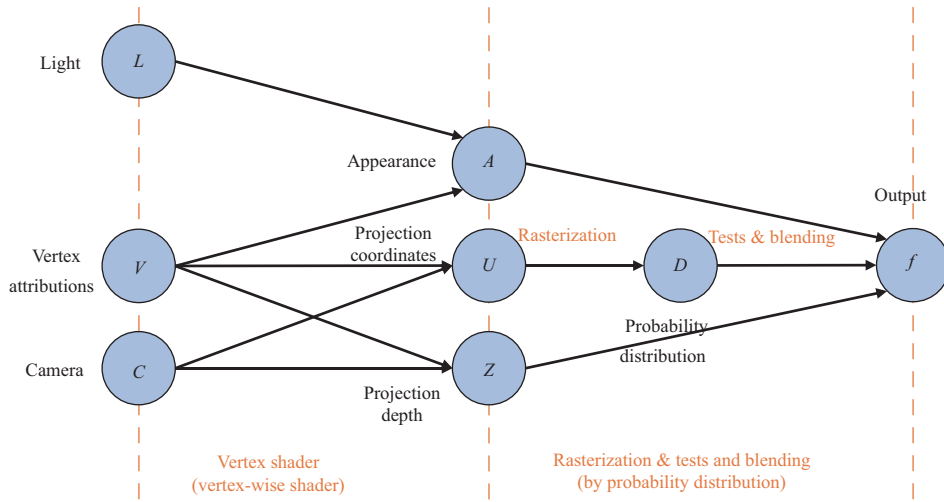 Light
L
Appearance
A
Output
Vertex
attributions
V
Projection
coordinates
U
Rasterization
D
Tests & blending
f
Camera
C
Projection
depth
Z
Probability
distribution
Vertex shader
(vertex-wise shader)
Rasterization & tests and blending
(by probability distribution)